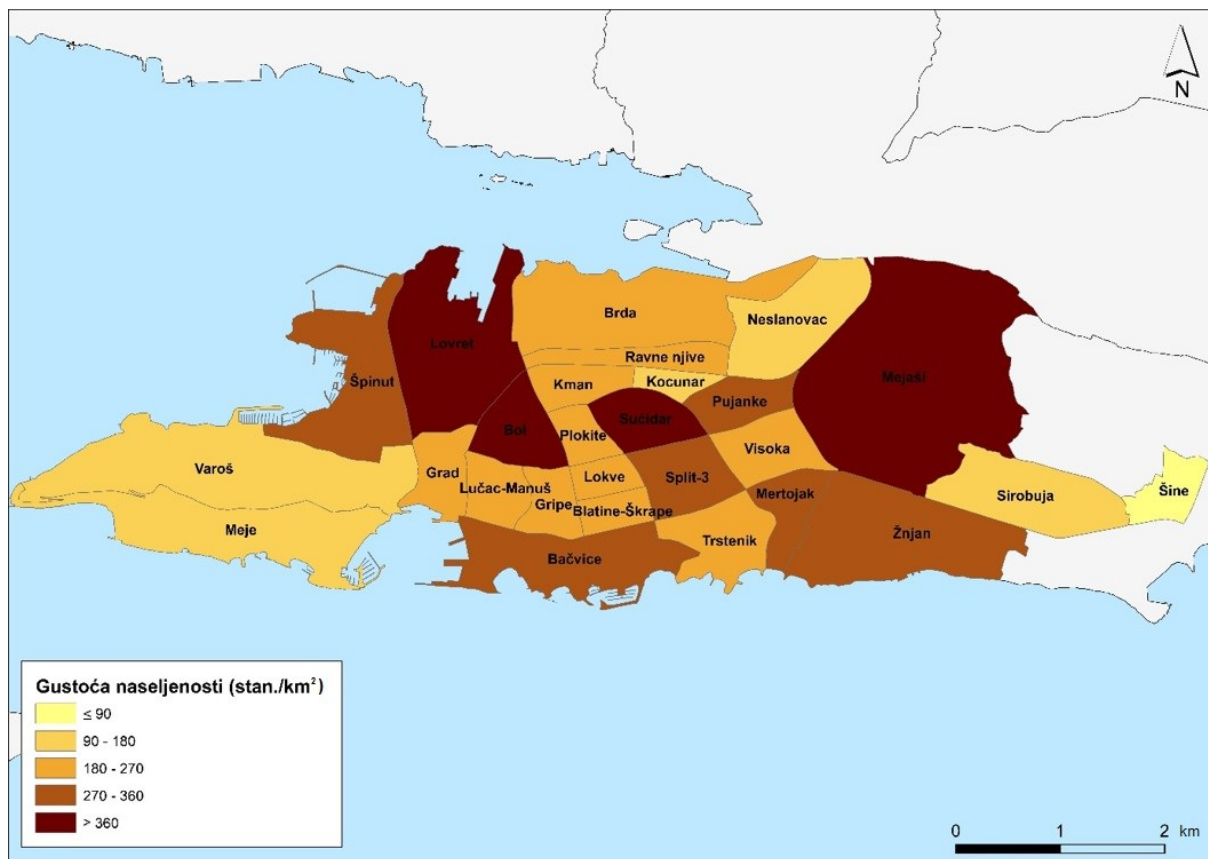 N
Brda
Neslanovac
Lovret
Ravne njive
Mejaši
Špinut
Kman
Kocunar
Pujanke
Bol
Sućidar
Plokite
Visoka
Varoš
Grad
Lokve
Split-3
Lučac-Manuš
Mertojak
Sirobuja
Šine
Gripe
Blatine-Škrape
Meje
Trstenik
Žnjan
Bačvice
Gustoća naseljenosti (stan./km²)
≤ 90
90 - 180
180 - 270
270 - 360
> 360
0 1 2 km